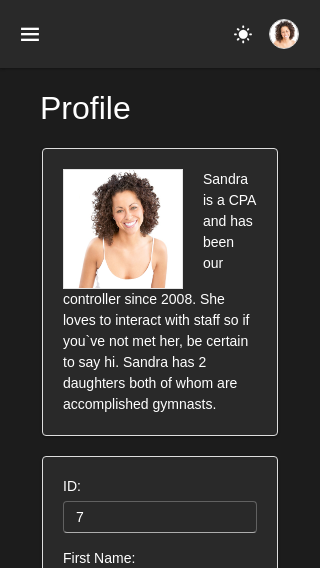 Profile
Sandra
is a CPA
and has
been
our
controller since 2008. She
loves to interact with staff so if
you`ve not met her, be certain
to say hi. Sandra has 2
daughters both of whom are
accomplished gymnasts.
ID:
7
First Name: